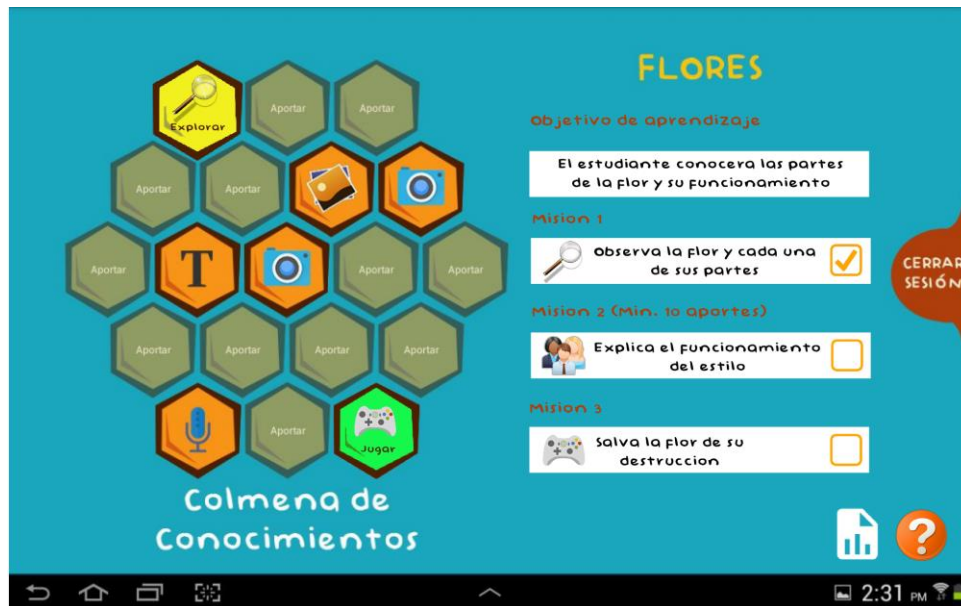 FLORES
Objetivo de aprendizaje
El estudiante conocera las partes
de la flor y su funcionamiento
Mision 1
Observa la flor y cada una
de sus partes
Mision 2 (Min. 10 aportes)
Explica el funcionamiento
del estilo
Mision 3
Salva la flor de su
destruccion
CERRAR
SESIÓN
Explorar
Aportar
Aportar
Aportar
Aportar
Aportar
T
Aportar
Aportar
Aportar
Aportar
Aportar
Aportar
Aportar
Jugar
Colmena de
Conocimientos
?
2:31 PM